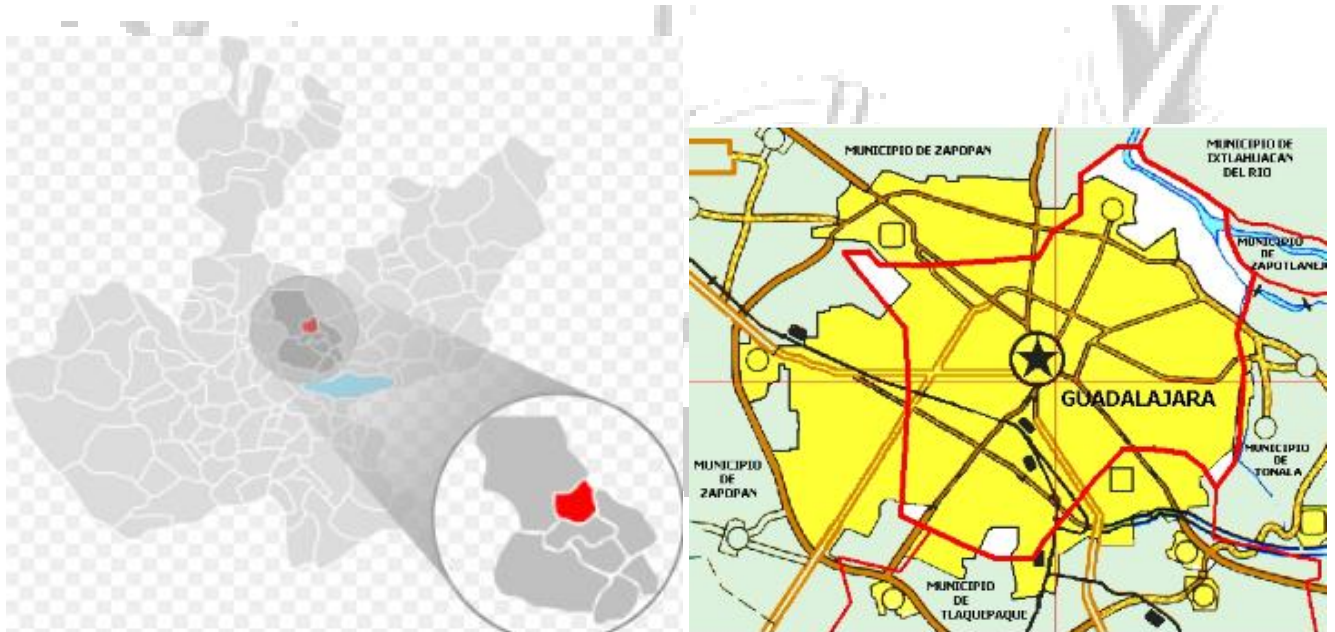 MUNICIPIO DE ZAPOPAN
MUNICIPIO DE
IXTLAHUACAN
DEL RIO
MUNICIPIO
DE
ZAPOTLANEJ
GUADALAJARA
MUNICIPIO
DE
ZAPOPAN
MUNICIPIO
DE
TONALA
MUNICIPIO
DE
TLAQUEPAQUE